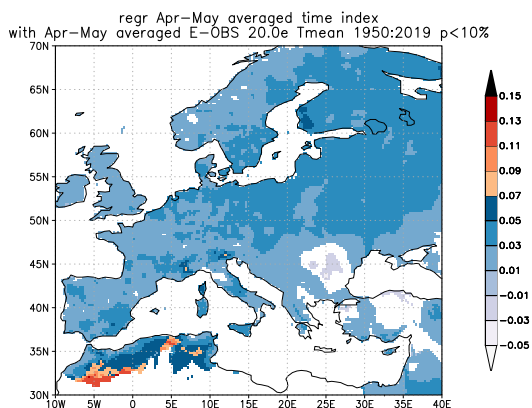 regr Apr-May averaged time index
with Apr-May averaged E-OBS 20.0e Tmean 1950:2019 p<10%
70N
65N
60N
55N
50N
45N
40N
35N
30N
10W 5W 0 5E 10E 15E 20E 25E 30E 35E 40E
0.15
0.13
0.11
0.09
0.07
0.05
0.03
0.01
−0.01
−0.03
−0.05